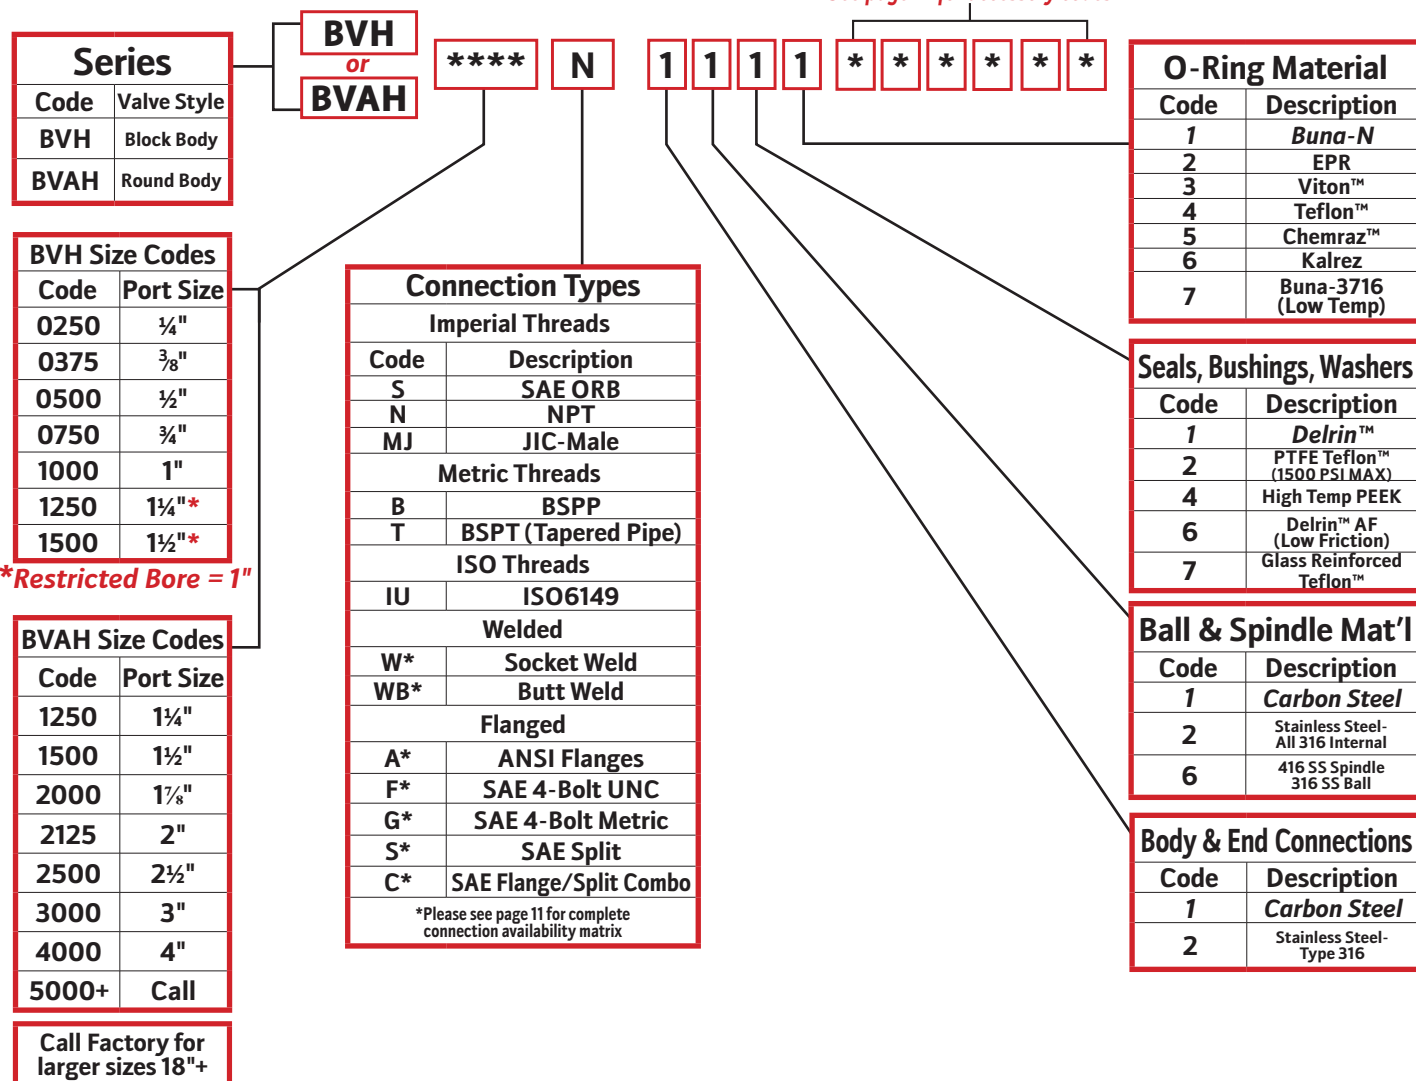 BVH
or
BVAH
****
N
1 1 1 1 * * * * * *
Series
Code Valve Style
BVH Block Body
BVAH Round Body
BVH Size Codes
Code Port Size
0250 ¼"
0375 ⅜"
0500 ½"
0750 ¾"
1000 1"
1250 1¼"*
1500 1½"*
*Restricted Bore = 1"
BVAH Size Codes
Code Port Size
1250 1¼"
1500 1½"
2000 1⅞"
2125 2"
2500 2½"
3000 3"
4000 4"
5000+ Call
Call Factory for
larger sizes 18"+
Connection Types
Imperial Threads
Code Description
S SAE ORB
N NPT
MJ JIC-Male
Metric Threads
B BSPP
T BSPT (Tapered Pipe)
ISO Threads
IU ISO6149
Welded
W* Socket Weld
WB* Butt Weld
Flanged
A* ANSI Flanges
F* SAE 4-Bolt UNC
G* SAE 4-Bolt Metric
S* SAE Split
C* SAE Flange/Split Combo
*Please see page 11 for complete
connection availability matrix
O-Ring Material
Code Description
1 Buna-N
2 EPR
3 Viton™
4 Teflon™
5 Chemraz™
6 Kalrez
7 Buna-3716
(Low Temp)
Seals, Bushings, Washers
Code Description
1 Delrin™
2 PTFE Teflon™
(1500 PSI MAX)
4 High Temp PEEK
6 Delrin™ AF
(Low Friction)
7 Glass Reinforced
Teflon™
Ball & Spindle Mat'l
Code Description
1 Carbon Steel
2 Stainless Steel-
All 316 Internal
6 416 SS Spindle
316 SS Ball
Body & End Connections
Code Description
1 Carbon Steel
2 Stainless Steel-
Type 316